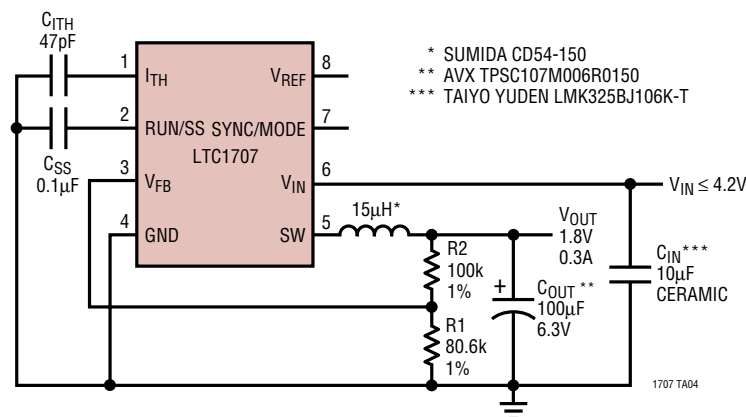 C_ITH
47pF
1
I_TH
V_REF
8
2
RUN/SS
SYNC/MODE
7
LTC1707
C_SS
0.1µF
3
V_FB
V_IN
6
4
GND
SW
5
* SUMIDA CD54-150
** AVX TPSC107M006R0150
*** TAIYO YUDEN LMK325BJ106K-T
V_IN ≤ 4.2V
15µH*
V_OUT
1.8V
0.3A
R2
100k
1%
+
C_OUT**
100µF
6.3V
C_IN***
10µF
CERAMIC
R1
80.6k
1%
1707 TA04